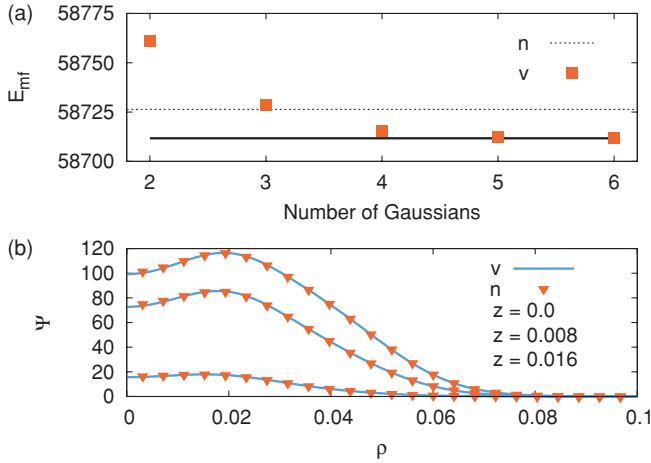 (a)
58775
58750
58725
58700
E_mf
n
v
2 3 4 5 6
Number of Gaussians
(b)
120
100
80
60
40
20
0
Ψ
v
n
z = 0.0
z = 0.008
z = 0.016
0 0.02 0.04 0.06 0.08 0.1
ρ